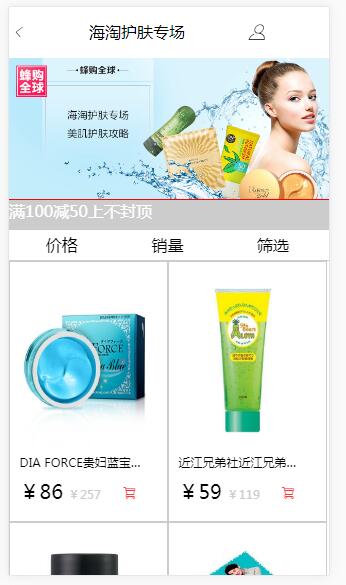 海淘护肤专场
蜂购
全球
·蜂购全球·
海淘护肤专场
美肌护肤攻略
满100减50上不封顶
价格
销量
筛选
DIA FORCE贵妇蓝宝...
近江兄弟社近江兄弟...
￥86 ￥257
￥59 ￥119